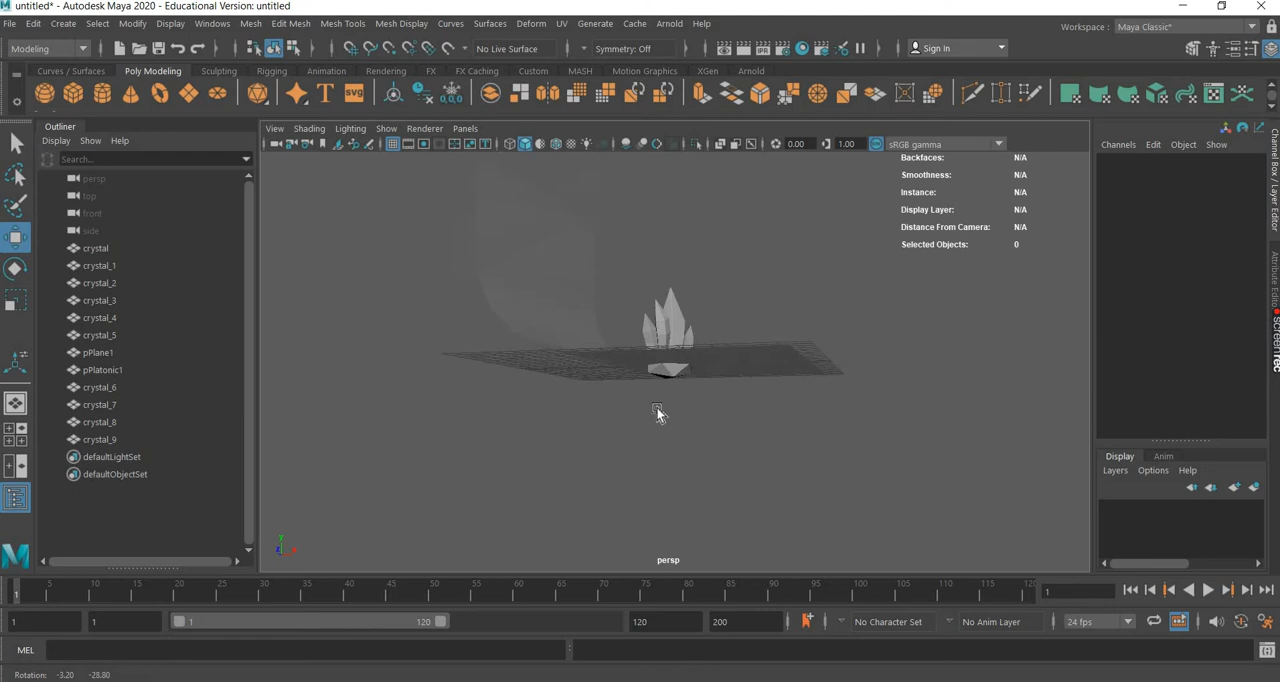 untitled* - Autodesk Maya 2020 - Educational Version: untitled
File Edit Create Select Modify Display Windows Mesh Edit Mesh Mesh Tools Mesh Display Curves Surfaces Deform UV Generate Cache Arnold Help
Workspace : Maya Classic*
Modeling No Live Surface Symmetry: Off Sign In
Curves / Surfaces Poly Modeling Sculpting Rigging Animation Rendering FX FX Caching Custom MASH Motion Graphics XGen Arnold
Outliner
Display Show Help
Search...
persp
top
front
side
crystal
crystal_1
crystal_2
crystal_3
crystal_4
crystal_5
pPlane1
pPlatonic1
crystal_6
crystal_7
crystal_8
crystal_9
defaultLightSet
defaultObjectSet
View Shading Lighting Show Renderer Panels
0.00 1.00 sRGB gamma
Backfaces: N/A
Smoothness: N/A
Instance: N/A
Display Layer: N/A
Distance From Camera: N/A
Selected Objects: 0
y
z
persp
Channels Edit Object Show
Channel Box / Layer Editor
Attribute Editor
SCREENTEC
Display Anim
Layers Options Help
5 10 15 20 25 30 35 40 45 50 55 60 65 70 75 80 85 90 95 100 105 110 115 120
1 1
1 1 1 120 120 200 No Character Set No Anim Layer 24 fps
MEL
Rotation: -3.20 -28.80